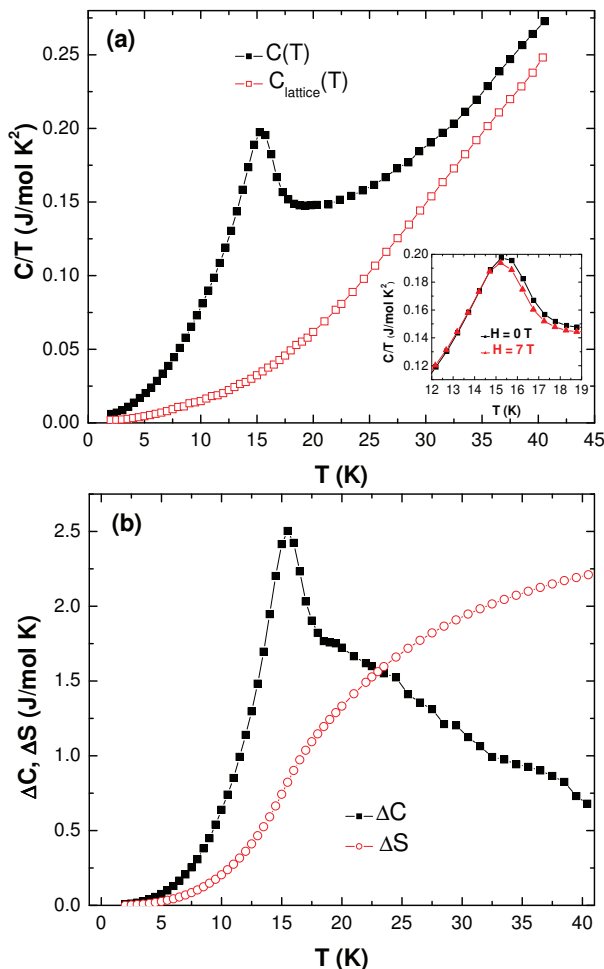 (a)
C(T)
C_lattice(T)
C/T (J/mol K²)
0.25
0.20
0.15
0.10
0.05
0.00
0 5 10 15 20 25 30 35 40 45
T (K)
C/T (J/mol K²)
0.20
0.18
0.16
0.14
0.12
H = 0 T
H = 7 T
12 13 14 15 16 17 18 19
T (K)
(b)
ΔC, ΔS (J/mol K)
2.5
2.0
1.5
1.0
0.5
0.0
ΔC
ΔS
0 5 10 15 20 25 30 35 40
T (K)